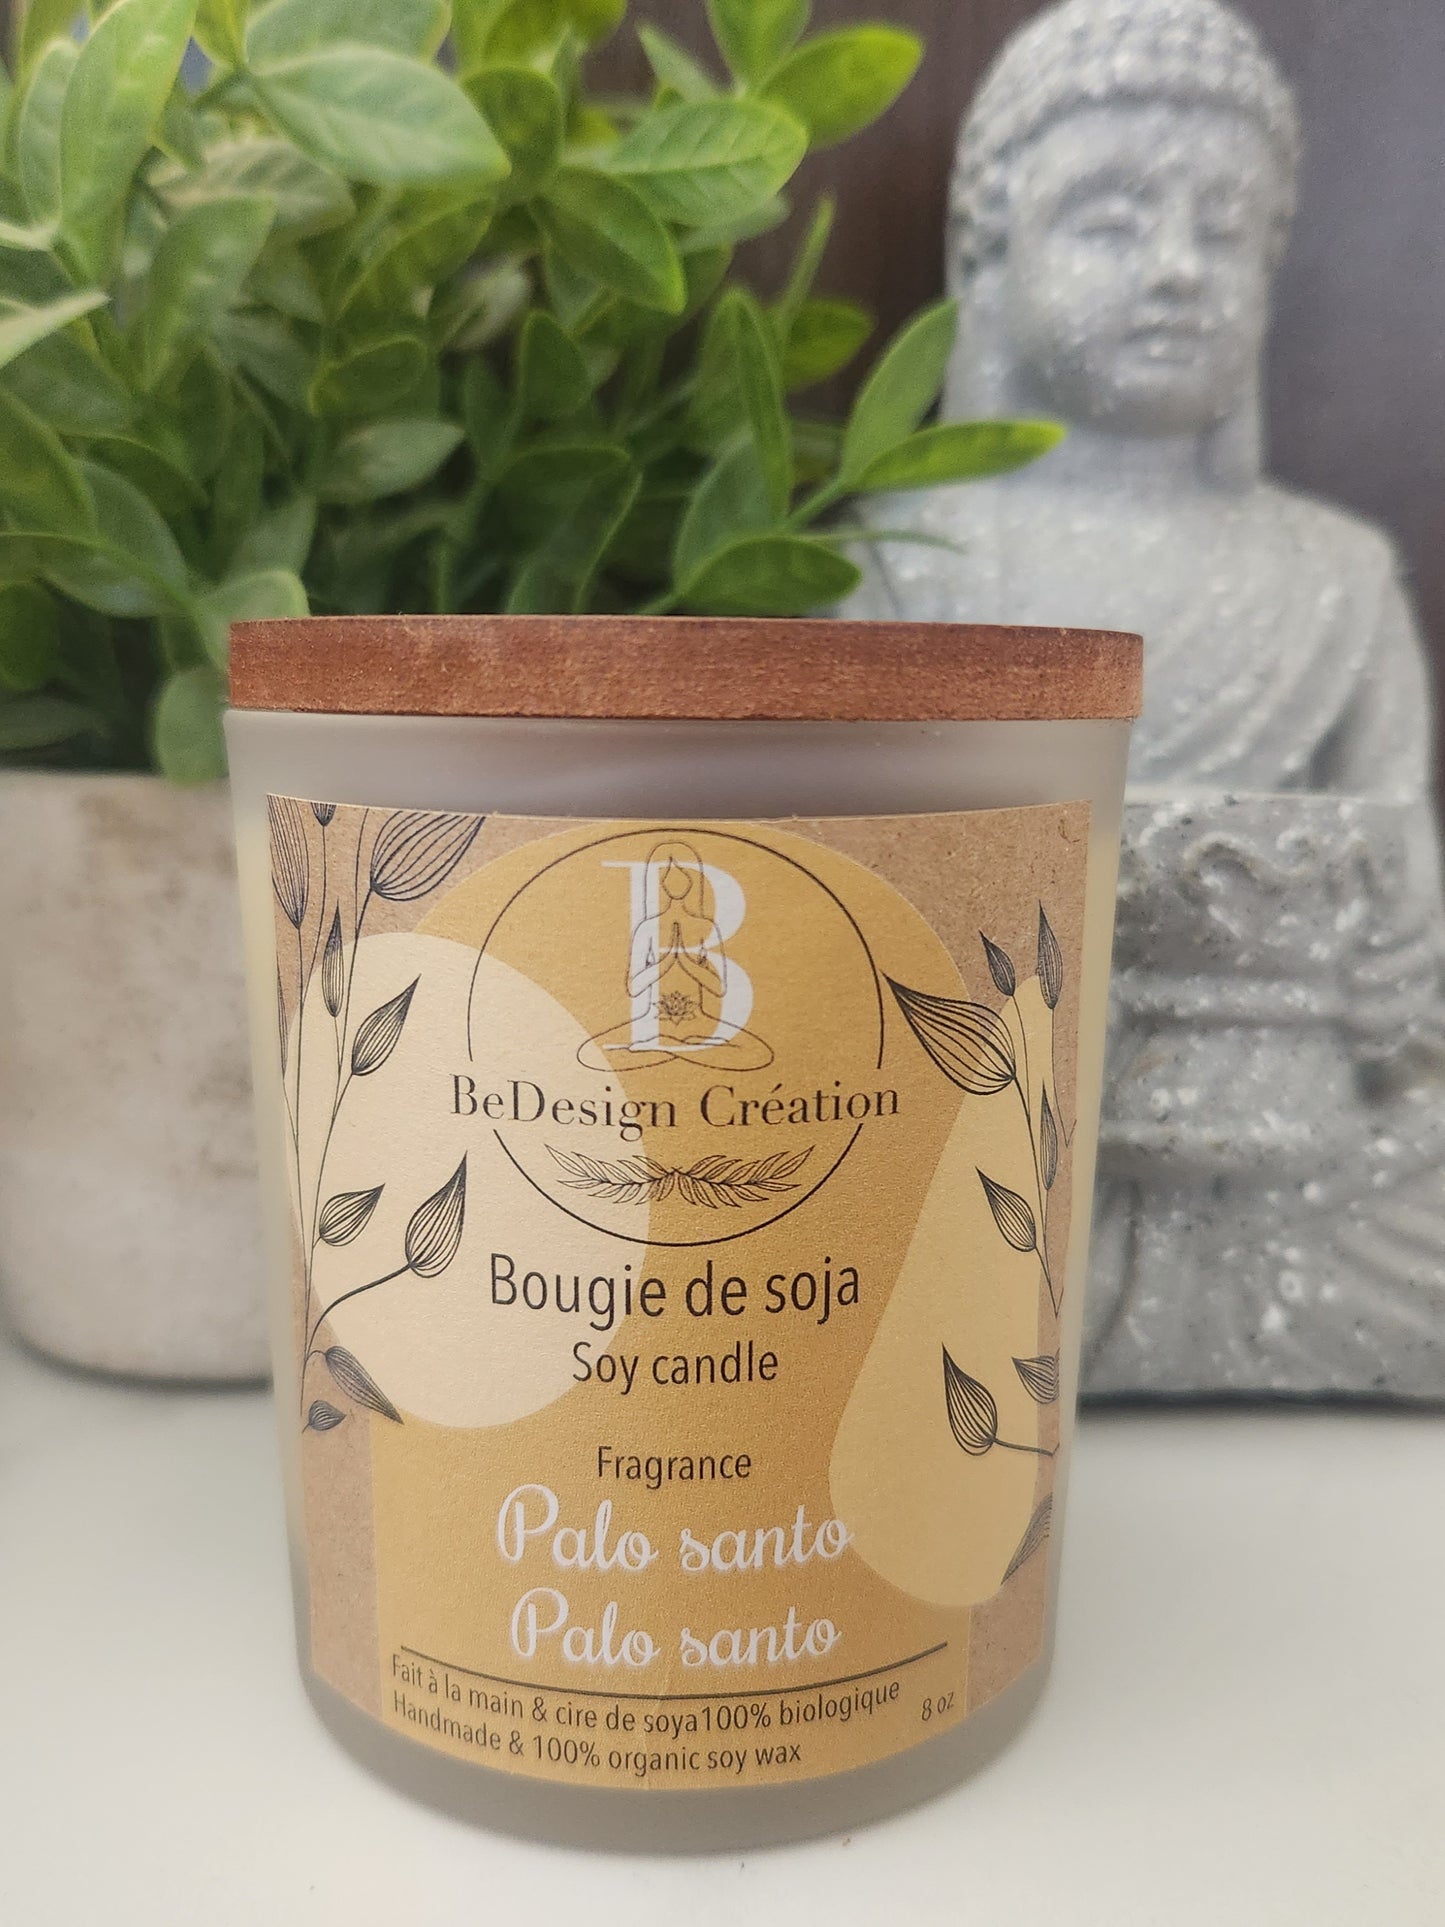 B
BeDesign Création
Bougie de soja
Soy candle
Fragrance
Palo santo
Palo santo
Fait à la main & cire de soya100% biologique
Handmade & 100% organic soy wax
8 oz